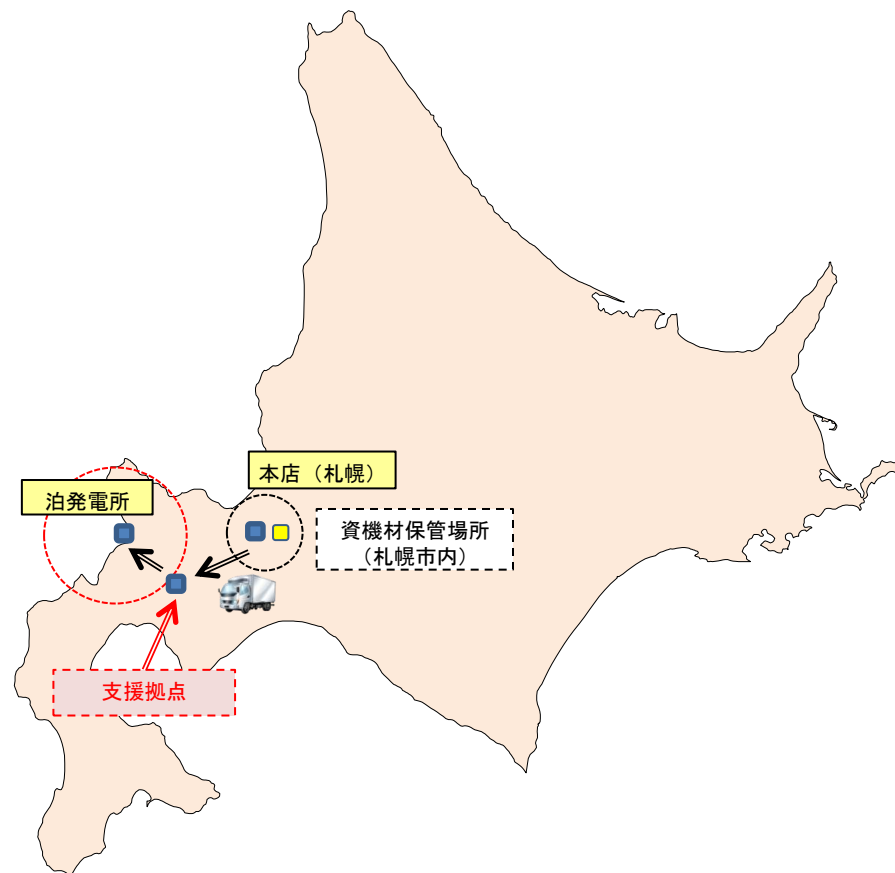 本店（札幌）
泊発電所
資機材保管場所
（札幌市内）
支援拠点